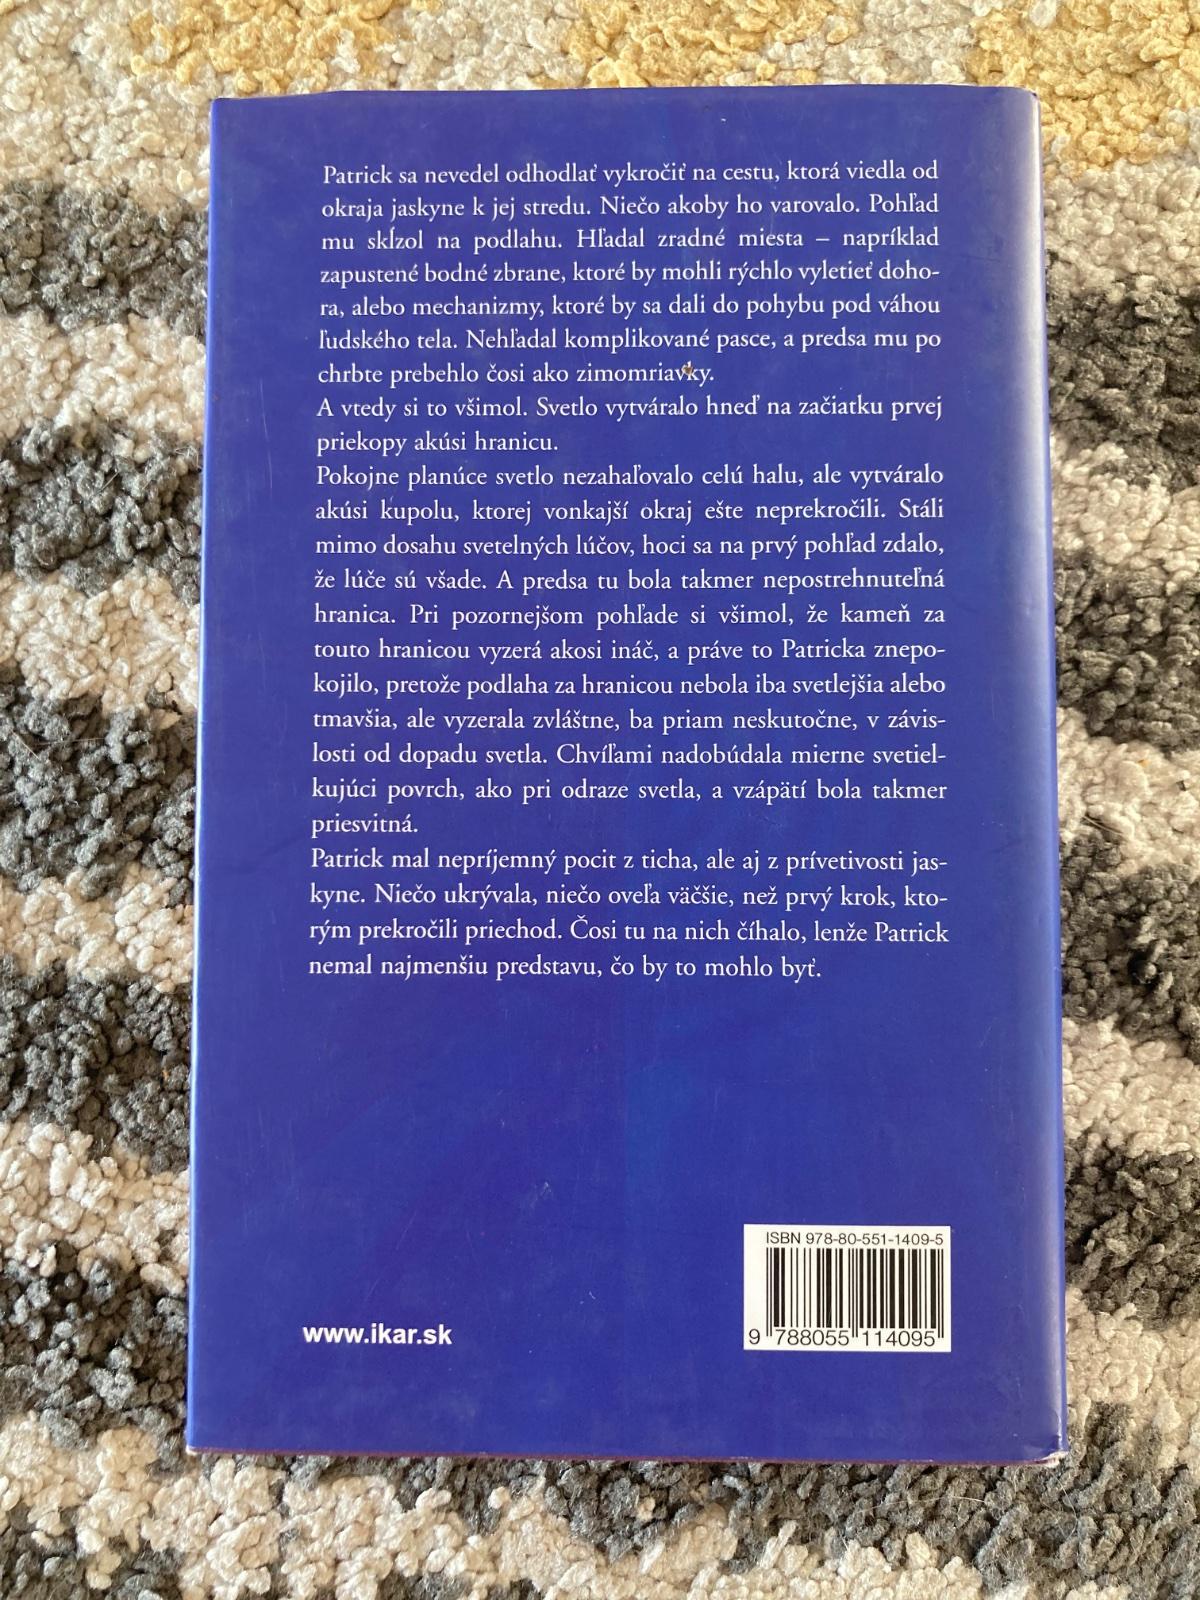 Patrick sa nevedel odhodlať vykročiť na cestu, ktorá viedla od
okraja jaskyne k jej stredu. Niečo akoby ho varovalo. Pohľad
mu skĺzol na podlahu. Hľadal zradné miesta – napríklad
zapustené bodné zbrane, ktoré by mohli rýchlo vyletieť doho-
ra, alebo mechanizmy, ktoré by sa dali do pohybu pod váhou
ľudského tela. Nehľadal komplikované pasce, a predsa mu po
chrbte prebehlo čosi ako zimomriavky.
A vtedy si to všimol. Svetlo vytváralo hneď na začiatku prvej
priekopy akúsi hranicu.
Pokojne planúce svetlo nezahaľovalo celú halu, ale vytváralo
akúsi kupolu, ktorej vonkajší okraj ešte neprekročili. Stáli
mimo dosahu svetelných lúčov, hoci sa na prvý pohľad zdalo,
že lúče sú všade. A predsa tu bola takmer nepostrehnuteľná
hranica. Pri pozornejšom pohľade si všimol, že kameň za
touto hranicou vyzerá akosi ináč, a práve to Patricka znepo-
kojilo, pretože podlaha za hranicou nebola iba svetlejšia alebo
tmavšia, ale vyzerala zvláštne, ba priam neskutočne, v závis-
losti od dopadu svetla. Chvíľami nadobúdala mierne svetiel-
kujúci povrch, ako pri odraze svetla, a vzápätí bola takmer
priesvitná.
Patrick mal nepríjemný pocit z ticha, ale aj z prívetivosti jas-
kyne. Niečo ukrývala, niečo oveľa väčšie, než prvý krok, kto-
rým prekročili priechod. Čosi tu na nich číhalo, lenže Patrick
nemal najmenšiu predstavu, čo by to mohlo byť.
ISBN 978-80-551-1409-5
9 788055 114095
www.ikar.sk